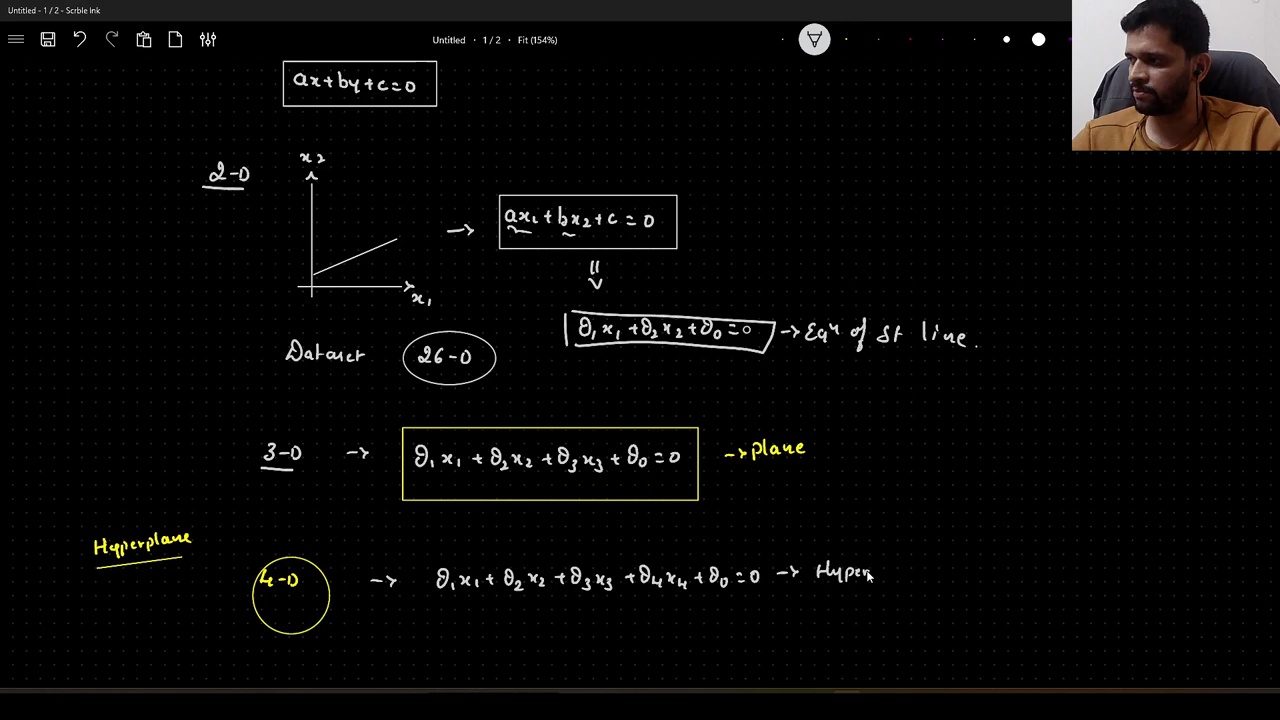 Untitled - 1 / 2 - Scrble Ink
Untitled • 1 / 2 • Fit (154%)
ax+by+c=0
x2
2-D
→ ax₁+bx₂+c=0
x₁
θ₁x₁+θ₂x₂+θ₀=0 → Eqⁿ of St line.
Dataset 26-D
3-D → θ₁x₁+θ₂x₂+θ₃x₃+θ₀=0 → Plane
Hyperplane
4-D → θ₁x₁+θ₂x₂+θ₃x₃+θ₄x₄+θ₀=0 → Hyper